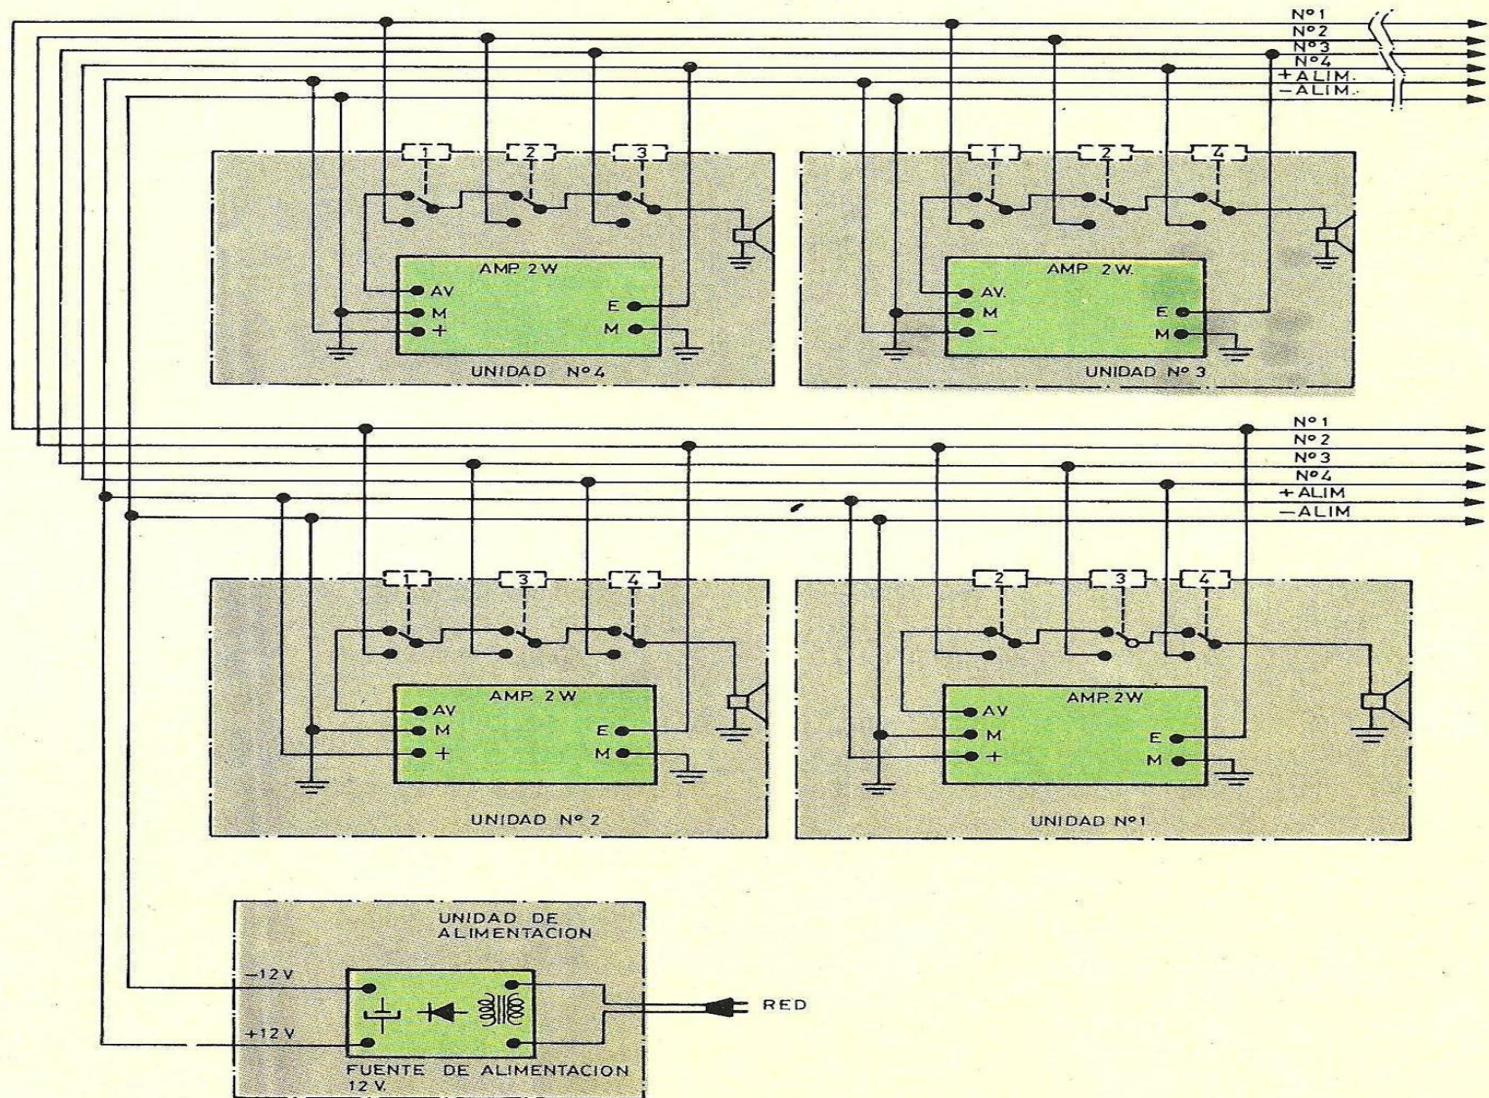 Nº1
Nº2
Nº3
Nº4
+ALIM.
-ALIM.
1
2
3
1
2
4
AMP. 2W
AV
M
+
E
M
UNIDAD Nº4
AMP. 2W.
AV.
M
-
E
M
UNIDAD Nº3
Nº1
Nº2
Nº3
Nº4
+ALIM
-ALIM
1
3
4
2
3
4
AMP. 2W
AV
M
+
E
M
UNIDAD Nº2
AMP. 2W
AV
M
+
E
M
UNIDAD Nº1
UNIDAD DE
ALIMENTACION
-12V
+12V
RED
FUENTE DE ALIMENTACION
12V.